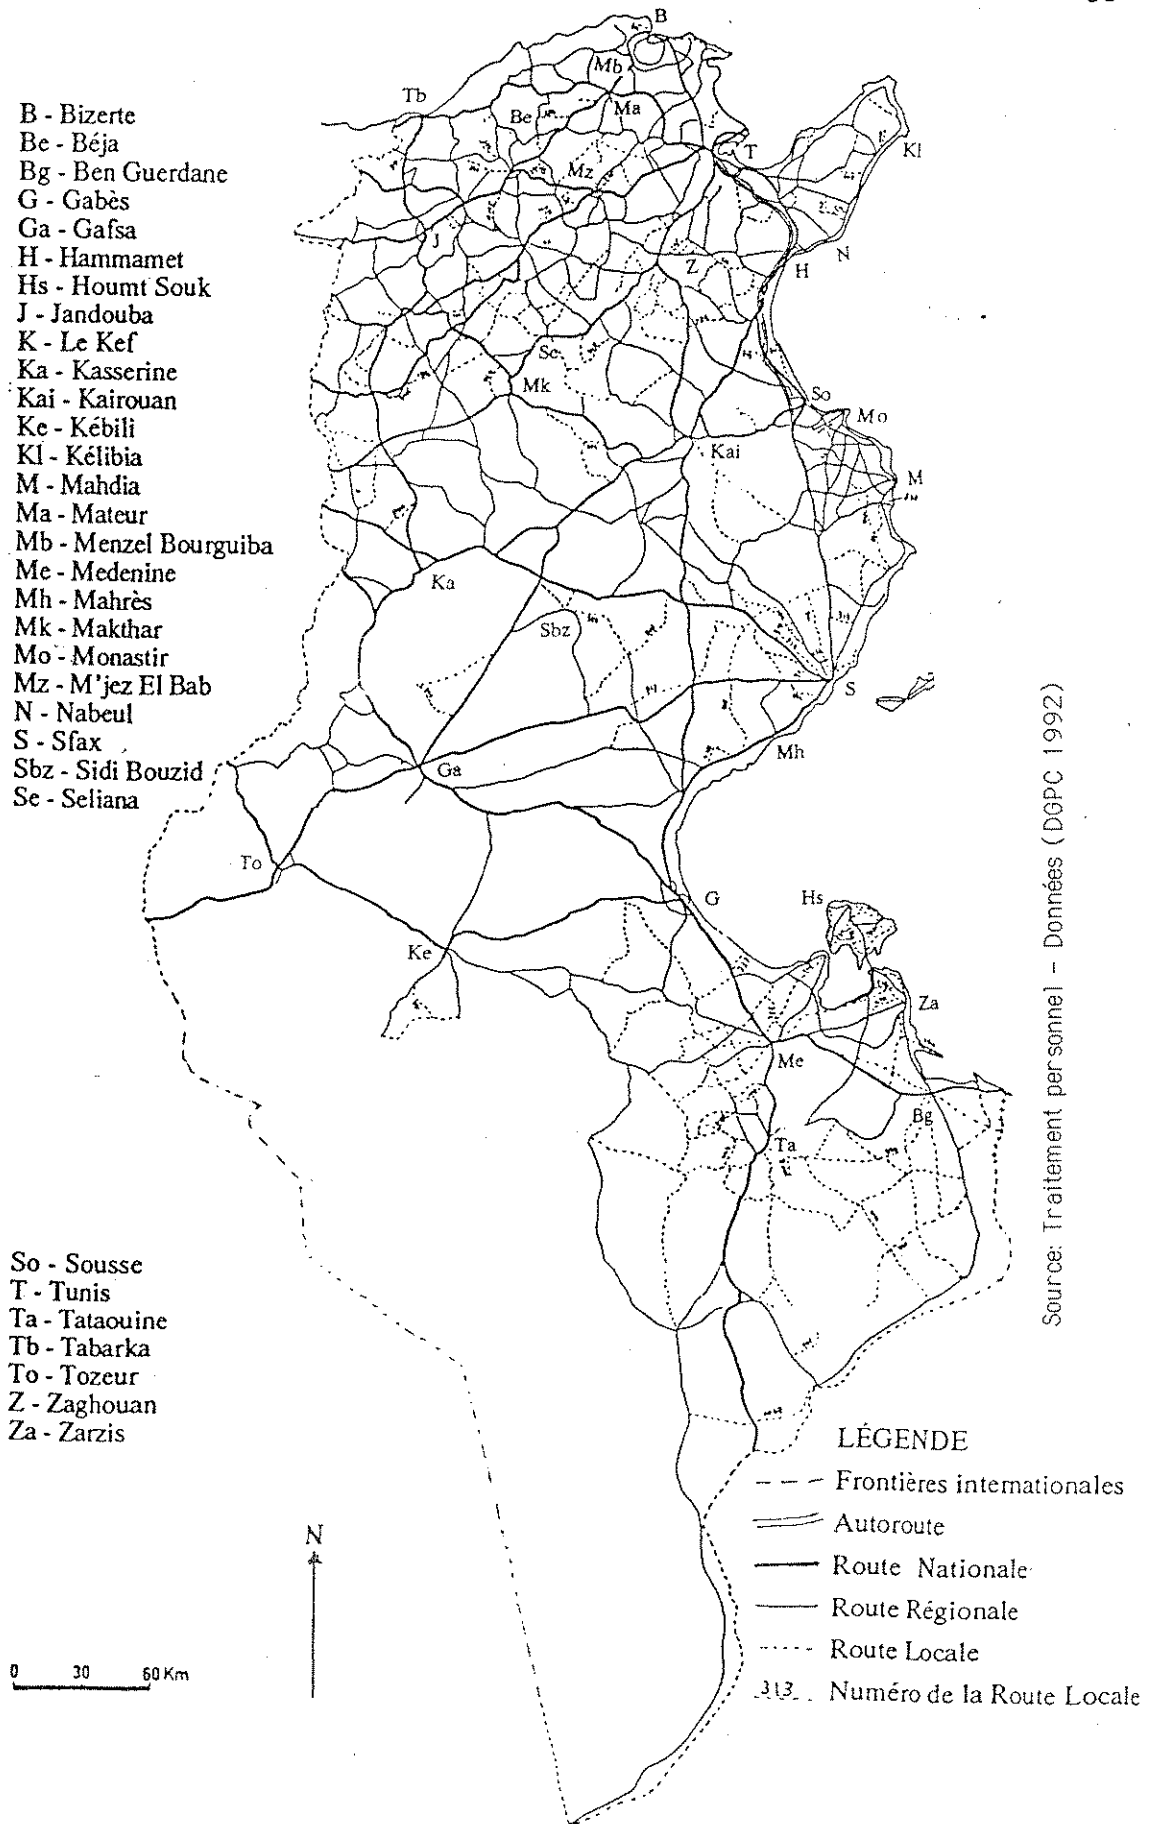 B - Bizerte
Be - Béja
Bg - Ben Guerdane
G - Gabès
Ga - Gafsa
H - Hammamet
Hs - Houmt Souk
J - Jandouba
K - Le Kef
Ka - Kasserine
Kai - Kairouan
Ke - Kébili
Kl - Kélibia
M - Mahdia
Ma - Mateur
Mb - Menzel Bourguiba
Me - Medenine
Mh - Mahrès
Mk - Makthar
Mo - Monastir
Mz - M'jez El Bab
N - Nabeul
S - Sfax
Sbz - Sidi Bouzid
Se - Seliana
So - Sousse
T - Tunis
Ta - Tataouine
Tb - Tabarka
To - Tozeur
Z - Zaghouan
Za - Zarzis
B
Mb
Tb
Be
Ma
T
Kl
Mz
J
Z
H
N
Se
Mk
So
Mo
Kai
M
Ka
Sbz
S
Mh
Ga
To
G
Hs
Ke
Za
Me
Bg
Ta
N
0 30 60 Km
LÉGENDE
Frontières internationales
Autoroute
Route Nationale
Route Régionale
Route Locale
313 Numéro de la Route Locale
Source: Traitement personnel - Données (DGPC 1992)